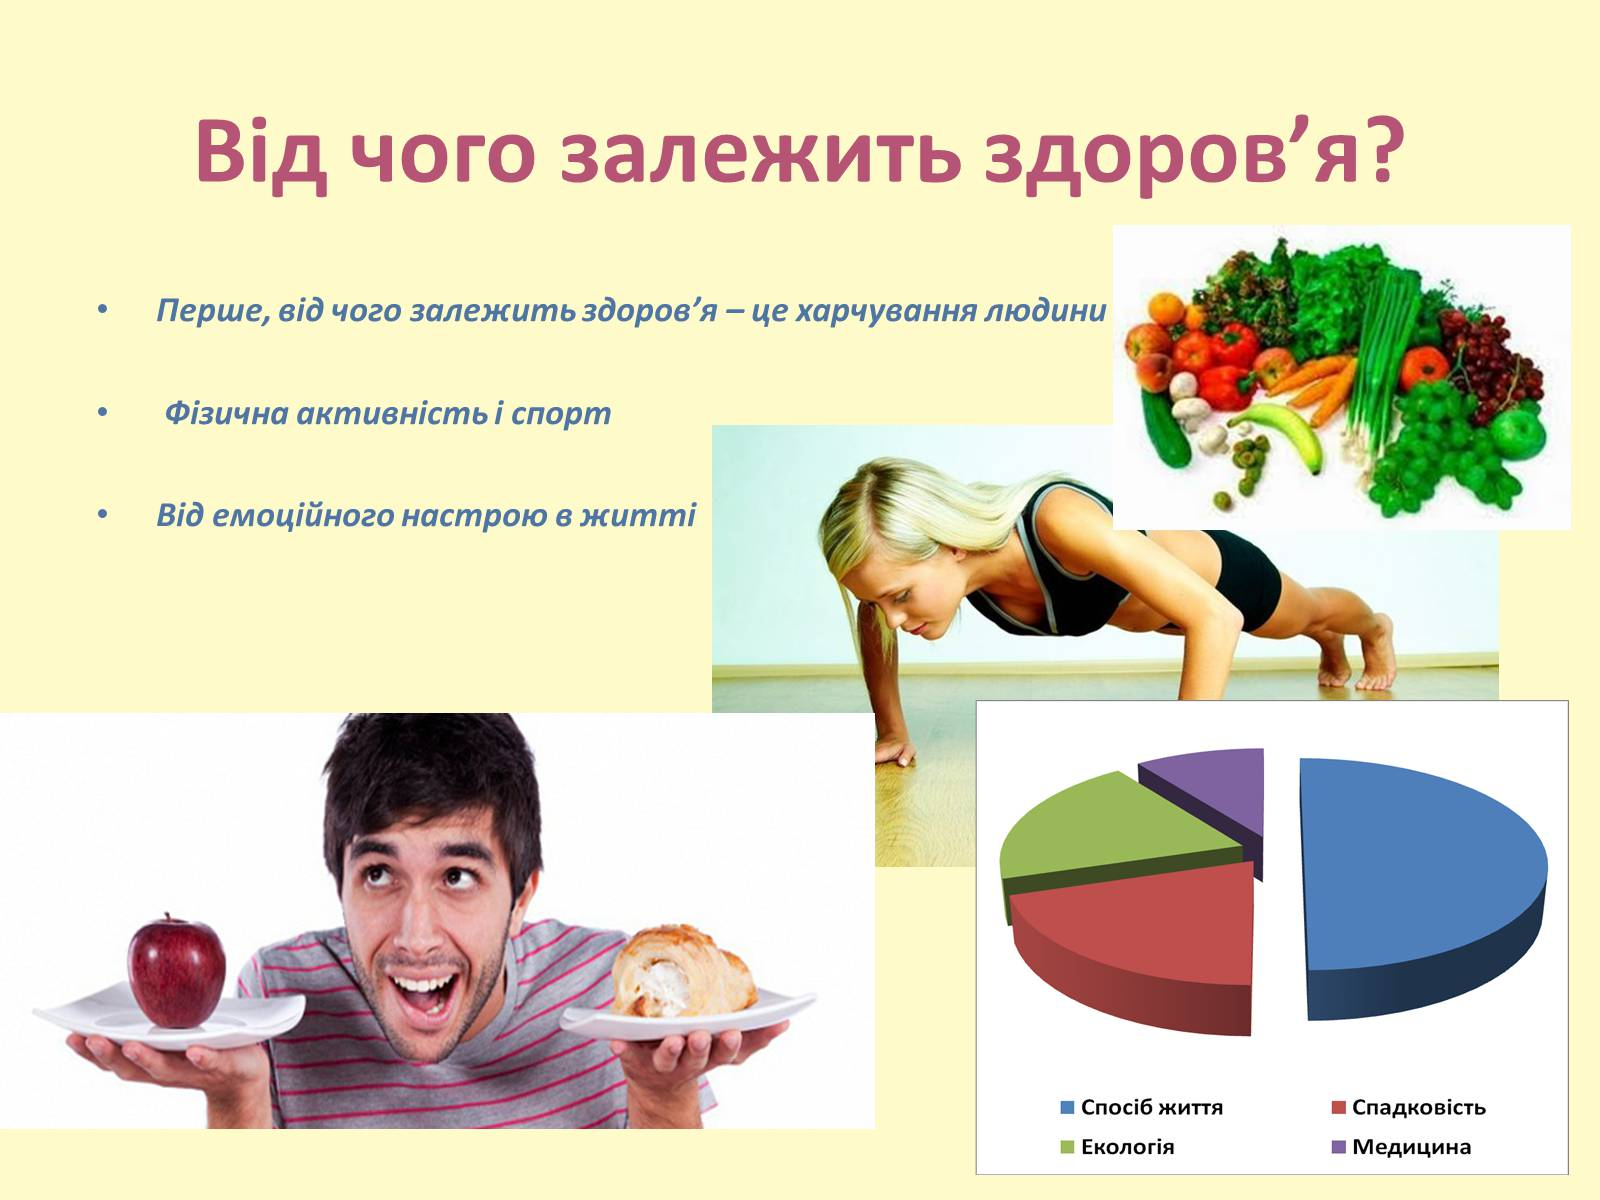 Від чого залежить здоров’я?
• Перше, від чого залежить здоров’я – це харчування людини
• Фізична активність і спорт
• Від емоційного настрою в житті
Спосіб життя
Спадковість
Екологія
Медицина